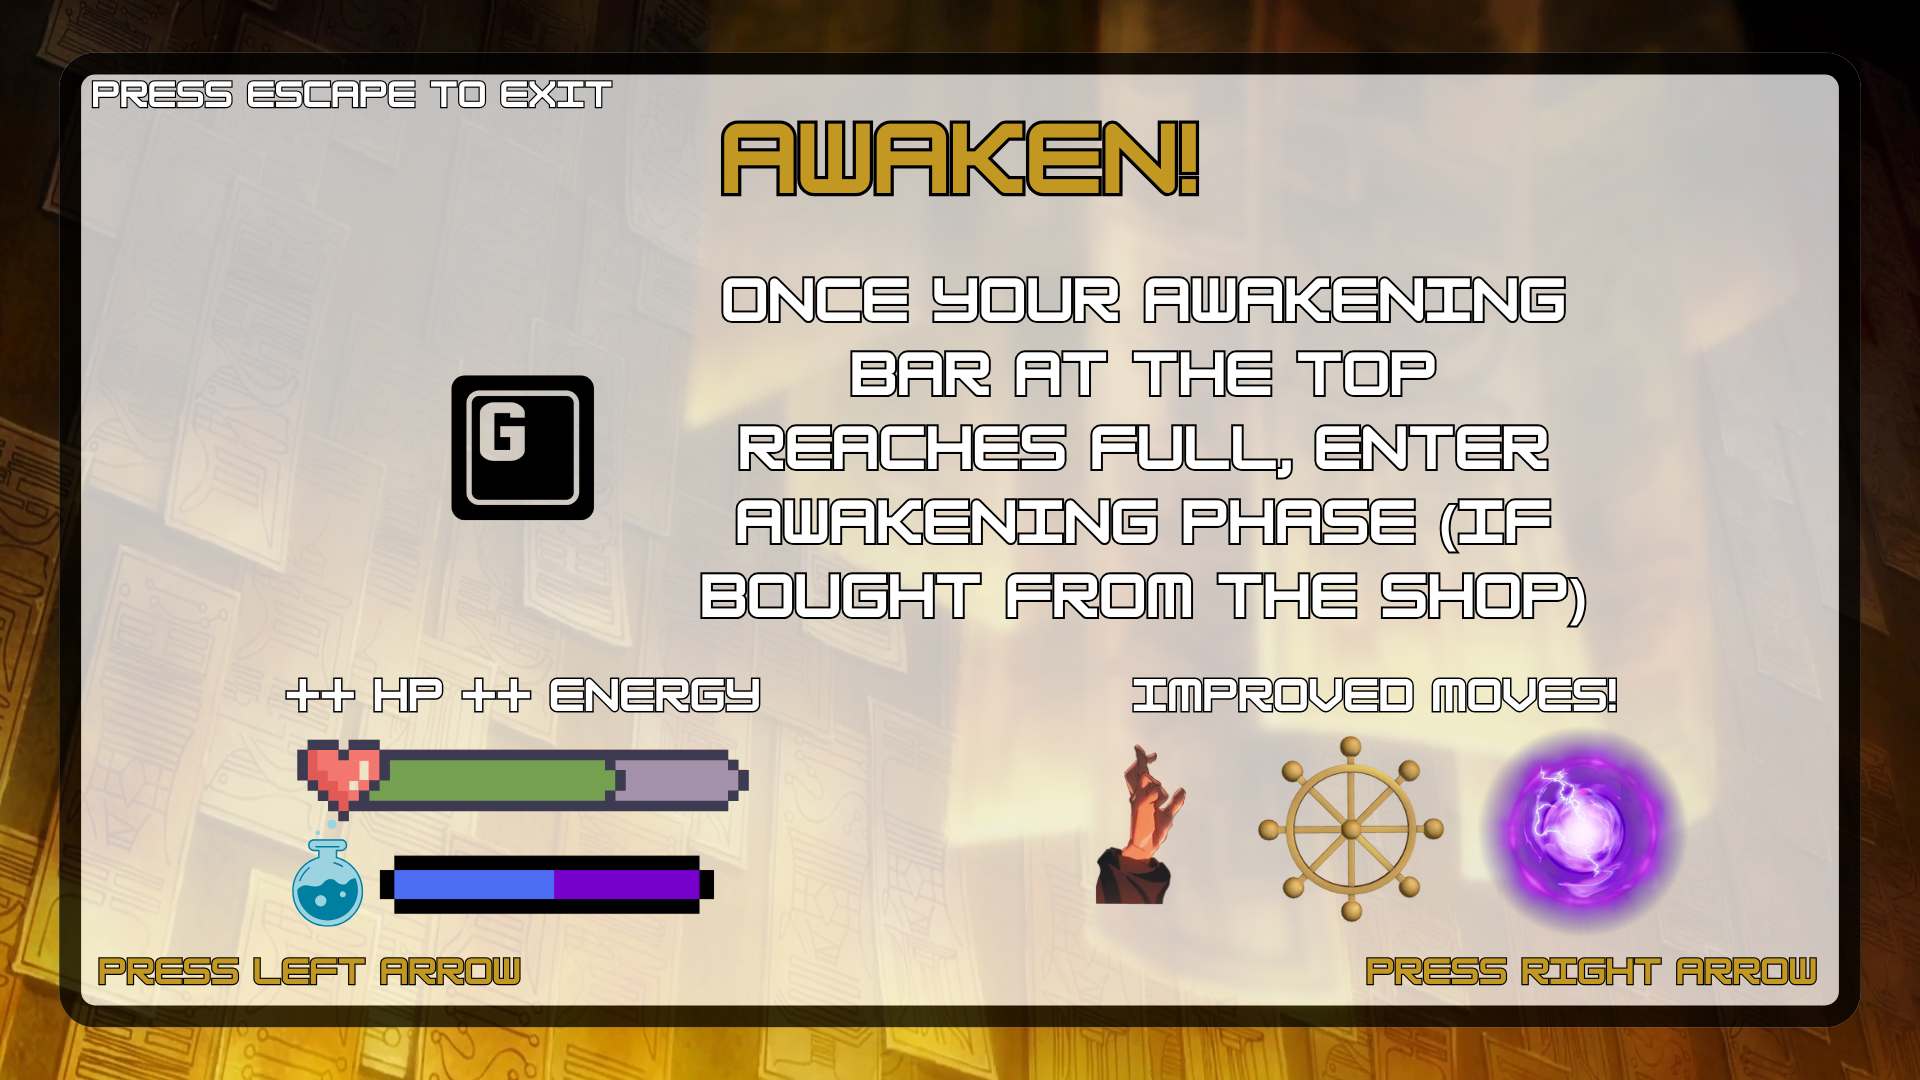 PRESS ESCAPE TO EXIT
AWAKEN!
ONCE YOUR AWAKENING
BAR AT THE TOP
REACHES FULL, ENTER
AWAKENING PHASE (IF
BOUGHT FROM THE SHOP)
G
++ HP ++ ENERGY
IMPROVED MOVES!
PRESS LEFT ARROW
PRESS RIGHT ARROW